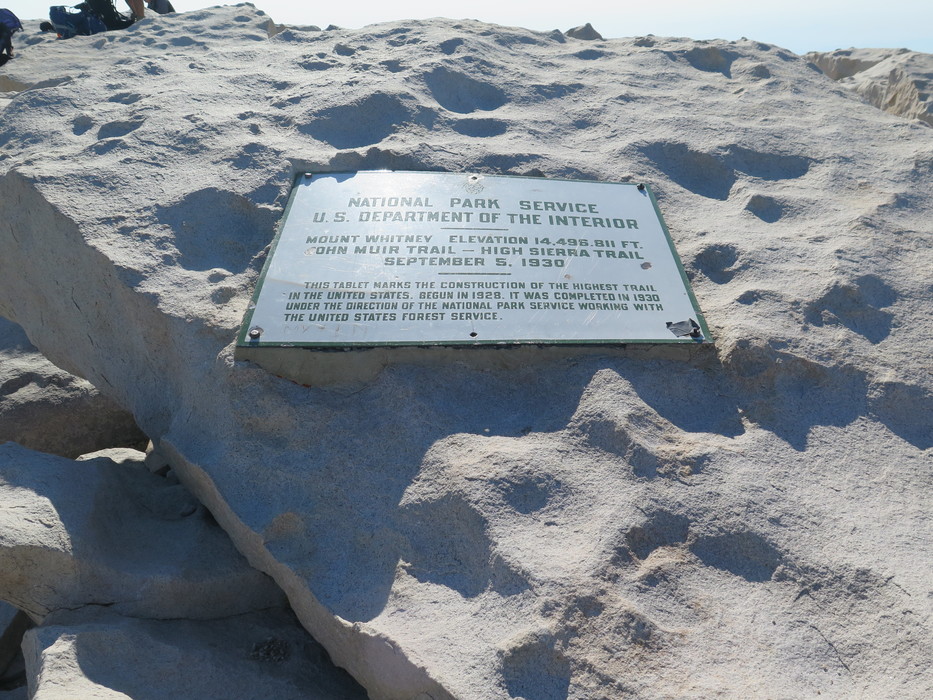 NATIONAL PARK SERVICE
U.S. DEPARTMENT OF THE INTERIOR
MOUNT WHITNEY ELEVATION 14,496.811 FT.
OHN MUIR TRAIL — HIGH SIERRA TRAIL
SEPTEMBER 5, 1930
THIS TABLET MARKS THE CONSTRUCTION OF THE HIGHEST TRAIL
IN THE UNITED STATES. BEGUN IN 1928. IT WAS COMPLETED IN 1930
UNDER THE DIRECTION OF THE NATIONAL PARK SERVICE WORKING WITH
THE UNITED STATES FOREST SERVICE.